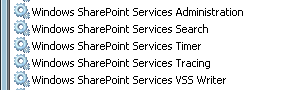 Windows SharePoint Services Administration
Windows SharePoint Services Search
Windows SharePoint Services Timer
Windows SharePoint Services Tracing
Windows SharePoint Services VSS Writer